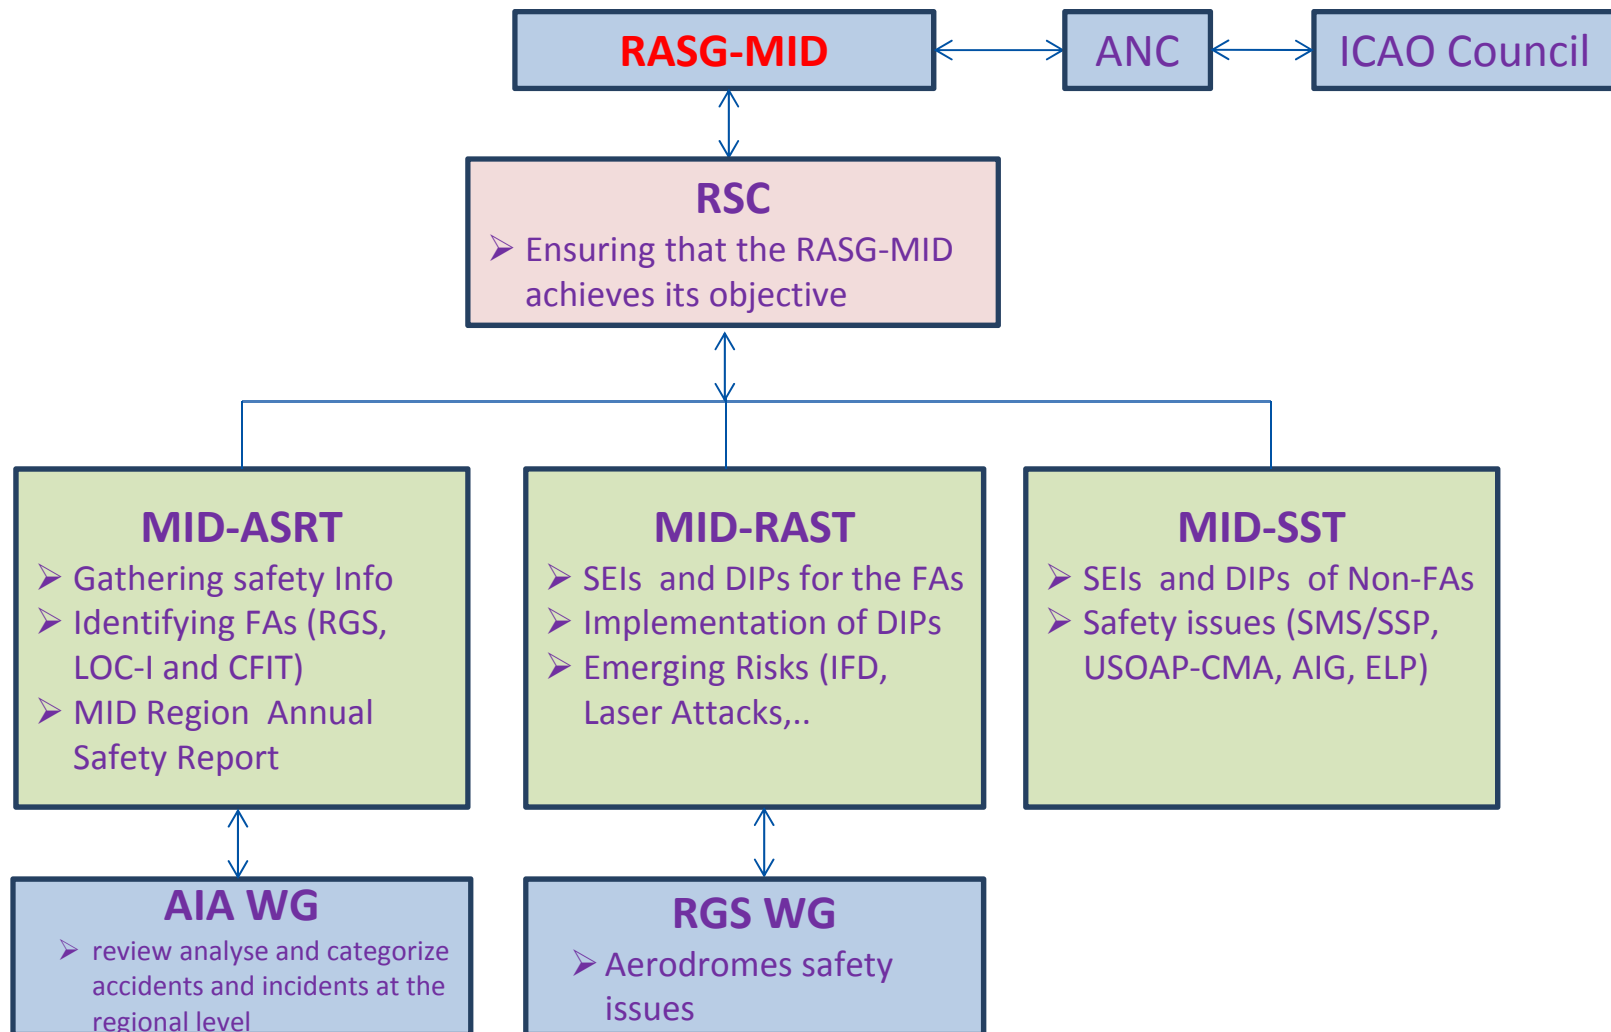 RASG-MID
ANC
ICAO Council
RSC
➢ Ensuring that the RASG-MID
achieves its objective
MID-ASRT
➢ Gathering safety Info
➢ Identifying FAs (RGS,
LOC-I and CFIT)
➢ MID Region Annual
Safety Report
MID-RAST
➢ SEIs and DIPs for the FAs
➢ Implementation of DIPs
➢ Emerging Risks (IFD,
Laser Attacks,..
MID-SST
➢ SEIs and DIPs of Non-FAs
➢ Safety issues (SMS/SSP,
USOAP-CMA, AIG, ELP)
AIA WG
➢ review analyse and categorize
accidents and incidents at the
regional level
RGS WG
➢ Aerodromes safety
issues